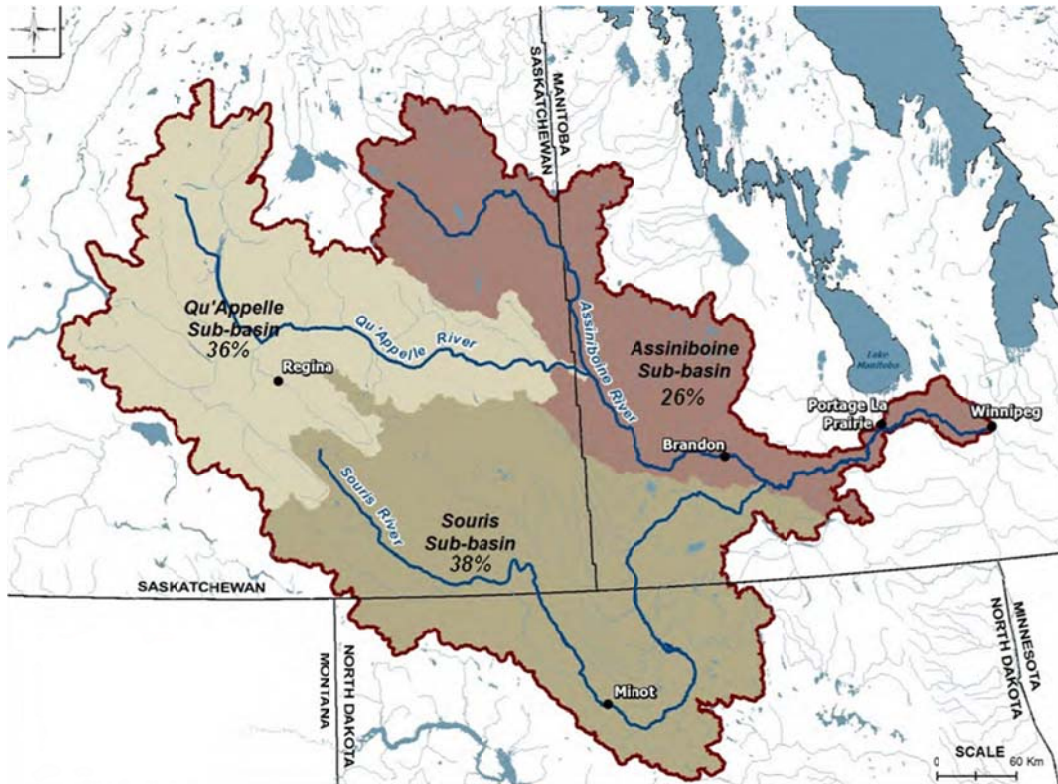 MANITOBA
SASKATCHEWAN
Qu'Appelle
Sub-basin
36%
Qu'Appelle River
Regina
Assiniboine River
Assiniboine
Sub-basin
26%
Lake
Manitoba
Portage La
Prairie
Winnipeg
Brandon
Souris River
Souris
Sub-basin
38%
SASKATCHEWAN
MONTANA
NORTH DAKOTA
Minot
MINNESOTA
NORTH DAKOTA
SCALE
0 60 Km